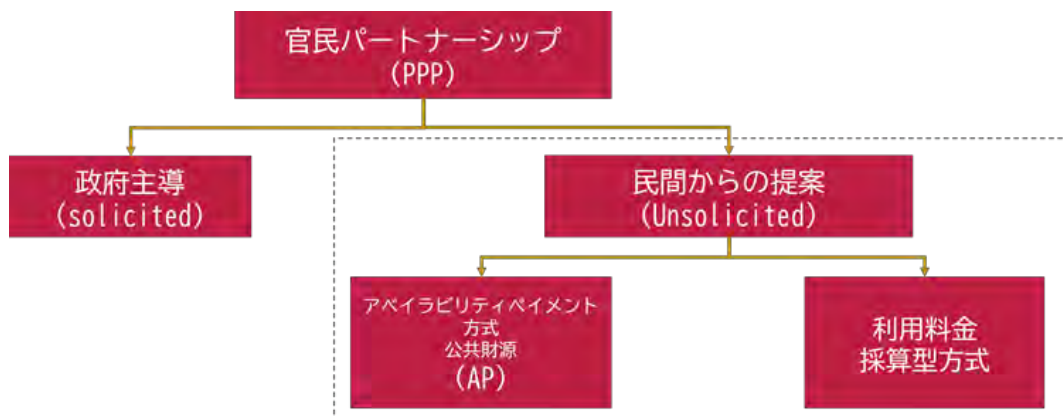 官民パートナーシップ
(PPP)
政府主導
(solicited)
民間からの提案
(Unsolicited)
アベイラビリティペイメント
方式
公共財源
(AP)
利用料金
採算型方式